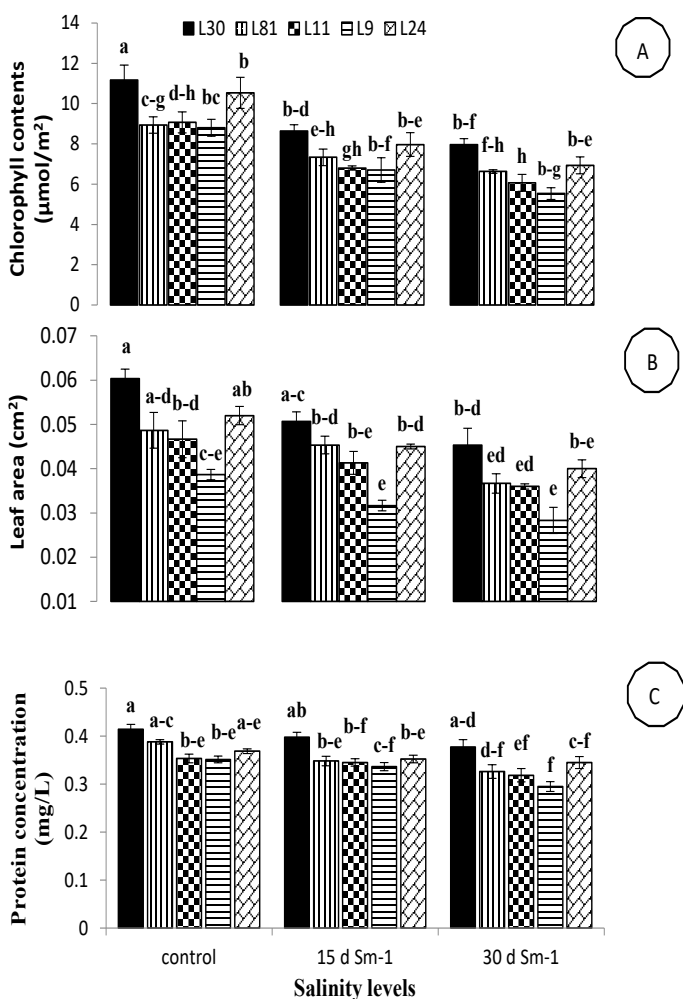 14
L30 L81 L11 L9 L24
A
12
10
8
6
4
2
0
Chlorophyll contents
(µmol/m²)
a
c-g
d-h
bc
b
b-d
e-h
gh
b-f
b-e
b-f
f-h
h
b-g
b-e
0.07
B
0.06
0.05
0.04
0.03
0.02
0.01
Leaf area (cm²)
a
a-d
b-d
c-e
ab
a-c
b-d
b-e
e
b-d
b-d
ed
ed
e
b-e
0.5
C
0.4
0.3
0.2
0.1
0
Protein concentration
(mg/L)
a
a-c
b-e
b-e
a-e
ab
b-e
b-f
c-f
b-e
a-d
d-f
ef
f
c-f
control 15 d Sm-1 30 d Sm-1
Salinity levels